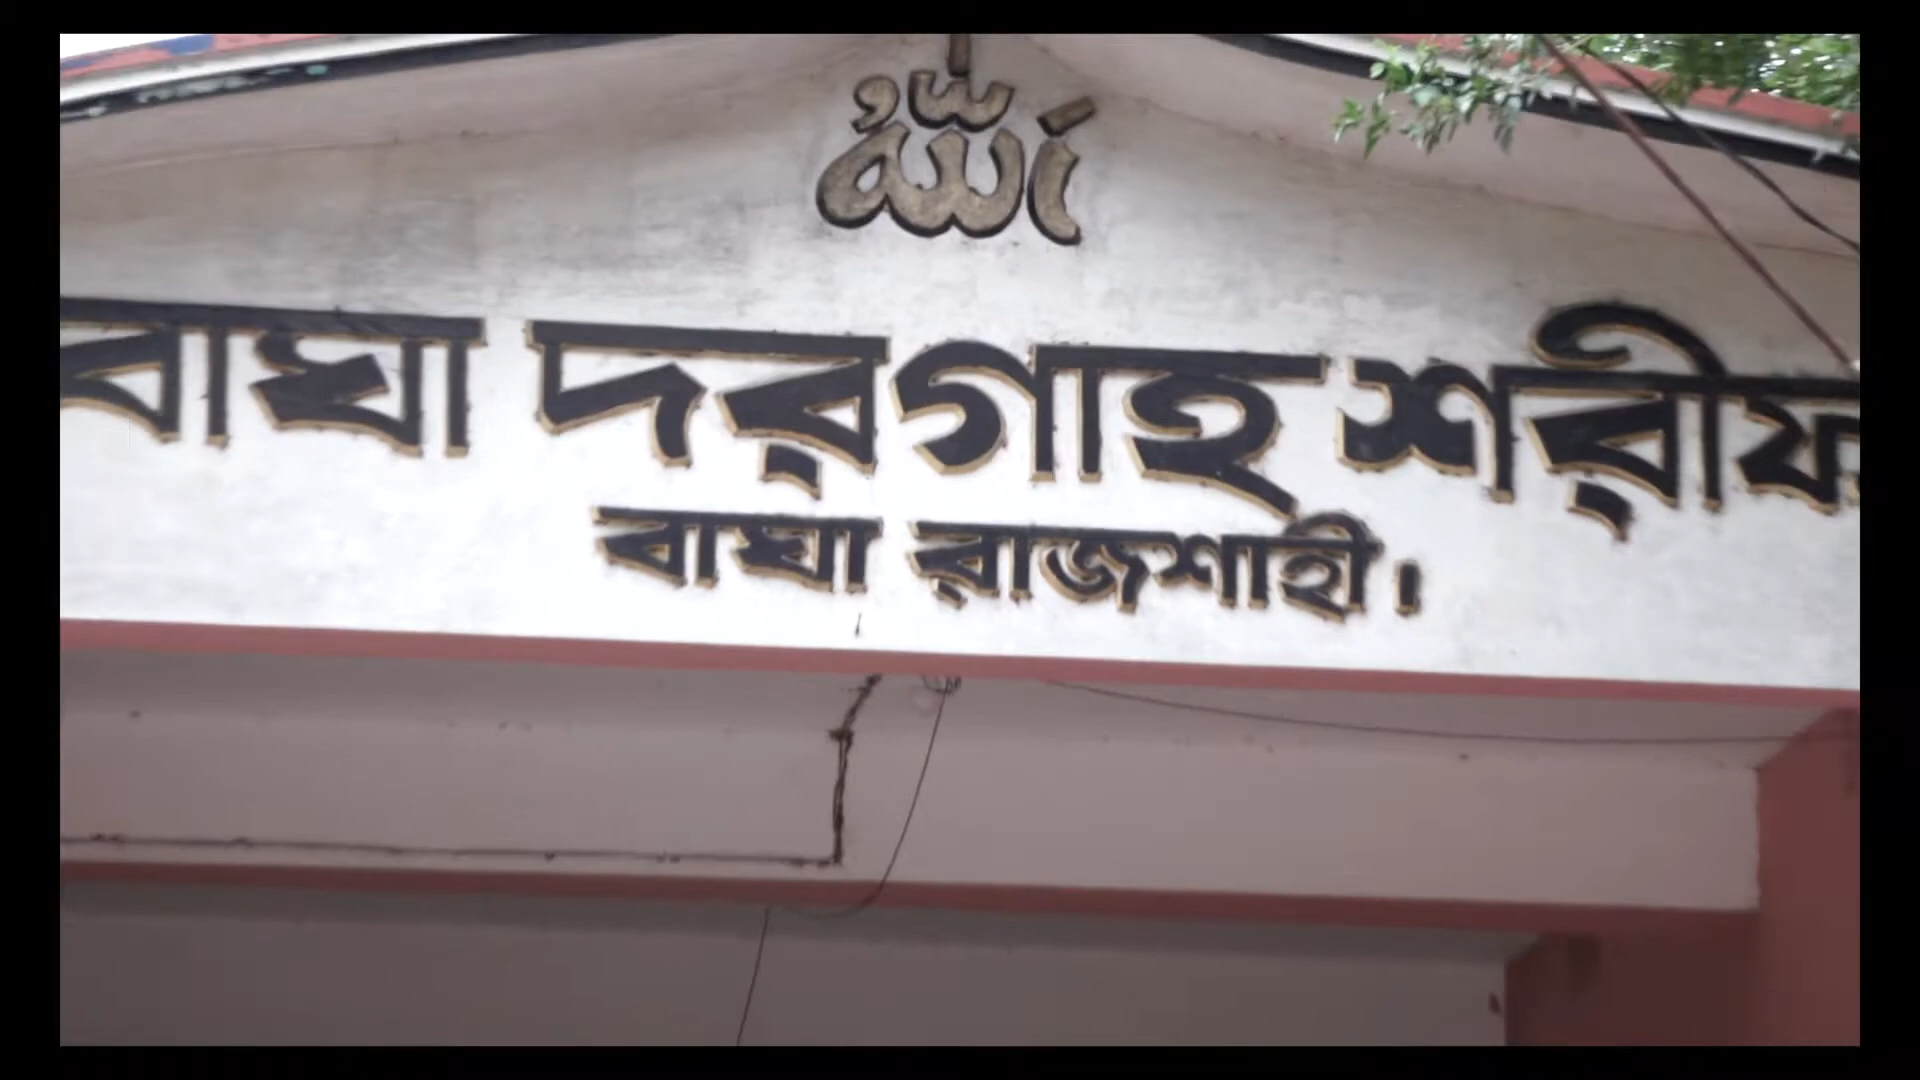 الله
বাঘা দরগাহ শরীফ
বাঘা রাজশাহী।